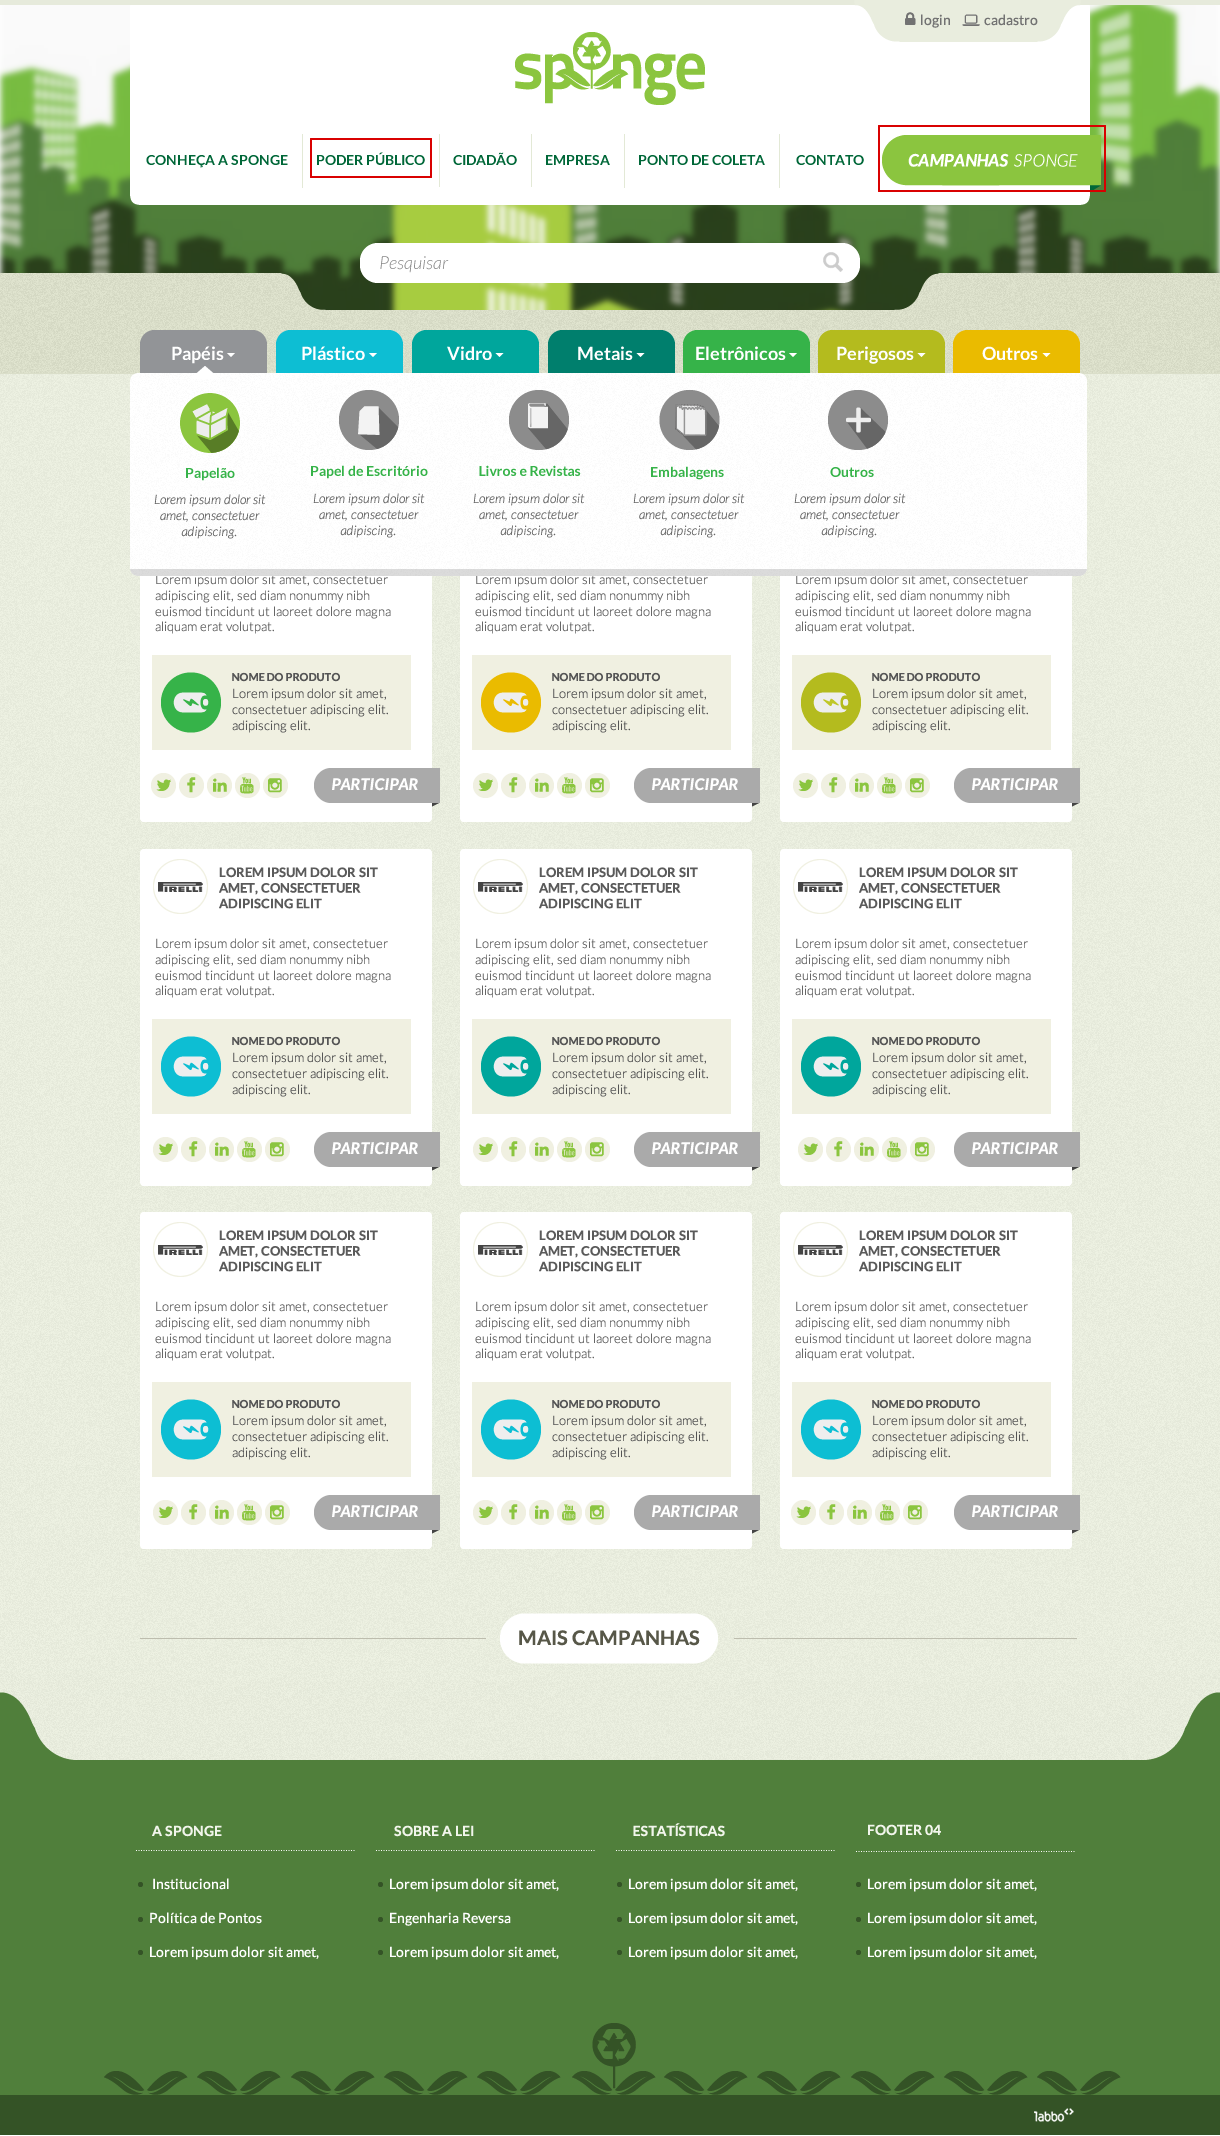 login cadastro
sponge
CONHEÇA A SPONGE PODER PÚBLICO CIDADÃO EMPRESA PONTO DE COLETA CONTATO CAMPANHAS SPONGE
Pesquisar
Papéis Plástico Vidro Metais Eletrônicos Perigosos Outros
Papelão Papel de Escritório Livros e Revistas Embalagens Outros
Lorem ipsum dolor sit Lorem ipsum dolor sit Lorem ipsum dolor sit Lorem ipsum dolor sit Lorem ipsum dolor sit
amet, consectetuer amet, consectetuer amet, consectetuer amet, consectetuer amet, consectetuer
adipiscing. adipiscing. adipiscing. adipiscing. adipiscing.
Lorem ipsum dolor sit amet, consectetuer Lorem ipsum dolor sit amet, consectetuer Lorem ipsum dolor sit amet, consectetuer
adipiscing elit, sed diam nonummy nibh adipiscing elit, sed diam nonummy nibh adipiscing elit, sed diam nonummy nibh
euismod tincidunt ut laoreet dolore magna euismod tincidunt ut laoreet dolore magna euismod tincidunt ut laoreet dolore magna
aliquam erat volutpat. aliquam erat volutpat. aliquam erat volutpat.
NOME DO PRODUTO NOME DO PRODUTO NOME DO PRODUTO
Lorem ipsum dolor sit amet, Lorem ipsum dolor sit amet, Lorem ipsum dolor sit amet,
consectetuer adipiscing elit. consectetuer adipiscing elit. consectetuer adipiscing elit.
adipiscing elit. adipiscing elit. adipiscing elit.
You Tube PARTICIPAR You Tube PARTICIPAR You Tube PARTICIPAR
PIRELLI LOREM IPSUM DOLOR SIT PIRELLI LOREM IPSUM DOLOR SIT PIRELLI LOREM IPSUM DOLOR SIT
AMET, CONSECTETUER AMET, CONSECTETUER AMET, CONSECTETUER
ADIPISCING ELIT ADIPISCING ELIT ADIPISCING ELIT
Lorem ipsum dolor sit amet, consectetuer Lorem ipsum dolor sit amet, consectetuer Lorem ipsum dolor sit amet, consectetuer
adipiscing elit, sed diam nonummy nibh adipiscing elit, sed diam nonummy nibh adipiscing elit, sed diam nonummy nibh
euismod tincidunt ut laoreet dolore magna euismod tincidunt ut laoreet dolore magna euismod tincidunt ut laoreet dolore magna
aliquam erat volutpat. aliquam erat volutpat. aliquam erat volutpat.
NOME DO PRODUTO NOME DO PRODUTO NOME DO PRODUTO
Lorem ipsum dolor sit amet, Lorem ipsum dolor sit amet, Lorem ipsum dolor sit amet,
consectetuer adipiscing elit. consectetuer adipiscing elit. consectetuer adipiscing elit.
adipiscing elit. adipiscing elit. adipiscing elit.
You Tube PARTICIPAR You Tube PARTICIPAR You Tube PARTICIPAR
PIRELLI LOREM IPSUM DOLOR SIT PIRELLI LOREM IPSUM DOLOR SIT PIRELLI LOREM IPSUM DOLOR SIT
AMET, CONSECTETUER AMET, CONSECTETUER AMET, CONSECTETUER
ADIPISCING ELIT ADIPISCING ELIT ADIPISCING ELIT
Lorem ipsum dolor sit amet, consectetuer Lorem ipsum dolor sit amet, consectetuer Lorem ipsum dolor sit amet, consectetuer
adipiscing elit, sed diam nonummy nibh adipiscing elit, sed diam nonummy nibh adipiscing elit, sed diam nonummy nibh
euismod tincidunt ut laoreet dolore magna euismod tincidunt ut laoreet dolore magna euismod tincidunt ut laoreet dolore magna
aliquam erat volutpat. aliquam erat volutpat. aliquam erat volutpat.
NOME DO PRODUTO NOME DO PRODUTO NOME DO PRODUTO
Lorem ipsum dolor sit amet, Lorem ipsum dolor sit amet, Lorem ipsum dolor sit amet,
consectetuer adipiscing elit. consectetuer adipiscing elit. consectetuer adipiscing elit.
adipiscing elit. adipiscing elit. adipiscing elit.
You Tube PARTICIPAR You Tube PARTICIPAR You Tube PARTICIPAR
MAIS CAMPANHAS
A SPONGE SOBRE A LEI ESTATÍSTICAS FOOTER 04
Institucional Lorem ipsum dolor sit amet, Lorem ipsum dolor sit amet, Lorem ipsum dolor sit amet,
Política de Pontos Engenharia Reversa Lorem ipsum dolor sit amet, Lorem ipsum dolor sit amet,
Lorem ipsum dolor sit amet, Lorem ipsum dolor sit amet, Lorem ipsum dolor sit amet, Lorem ipsum dolor sit amet,
labbo